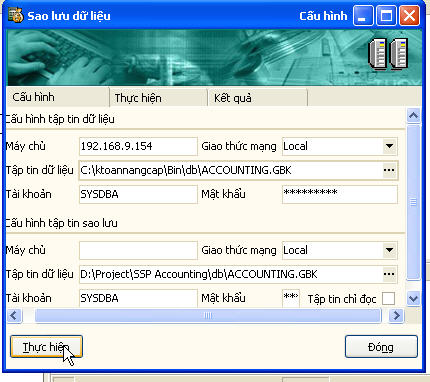 Sao lưu dữ liệu Cấu hình
Cấu hình Thực hiện Kết quả
Cấu hình tập tin dữ liệu
Máy chủ 192.168.9.154 Giao thức mạng Local
Tập tin dữ liệu C:\ktoannangcap\Bin\db\ACCOUNTING.GBK ...
Tài khoản SYSDBA Mật khẩu *********
Cấu hình tập tin sao lưu
Máy chủ Giao thức mạng Local
Tập tin dữ liệu D:\Project\SSP Accounting\db\ACCOUNTING.GBK ...
Tài khoản SYSDBA Mật khẩu *** Tập tin chỉ đọc
Thực hiện Đóng